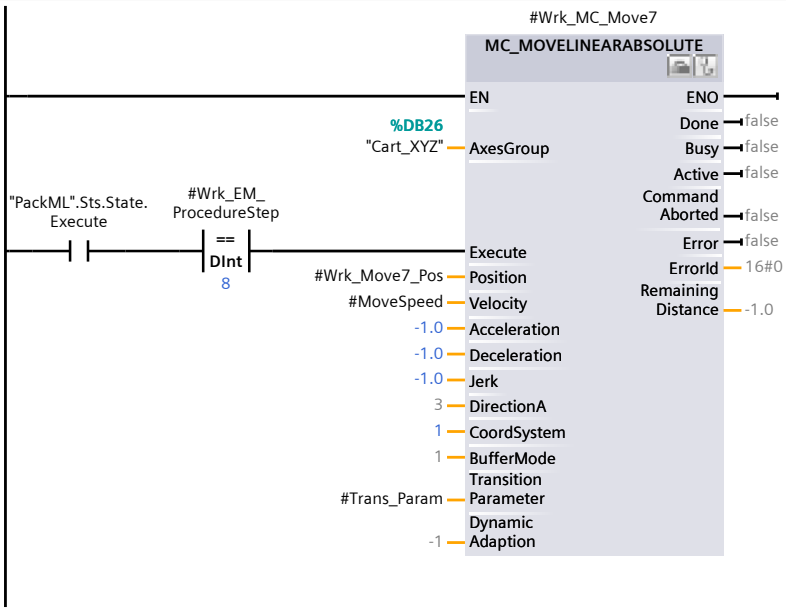 #Wrk_MC_Move7
MC_MOVELINEARABSOLUTE
EN
ENO
%DB26
"Cart_XYZ"
AxesGroup
Done
false
Busy
false
Active
false
Command
Aborted
false
"PackML".Sts.State.
Execute
#Wrk_EM_
ProcedureStep
==
DInt
8
Execute
Error
false
#Wrk_Move7_Pos
Position
ErrorId
16#0
#MoveSpeed
Velocity
Remaining
Distance
-1.0
-1.0
Acceleration
-1.0
Deceleration
-1.0
Jerk
3
DirectionA
1
CoordSystem
1
BufferMode
#Trans_Param
Transition
Parameter
-1
Dynamic
Adaption